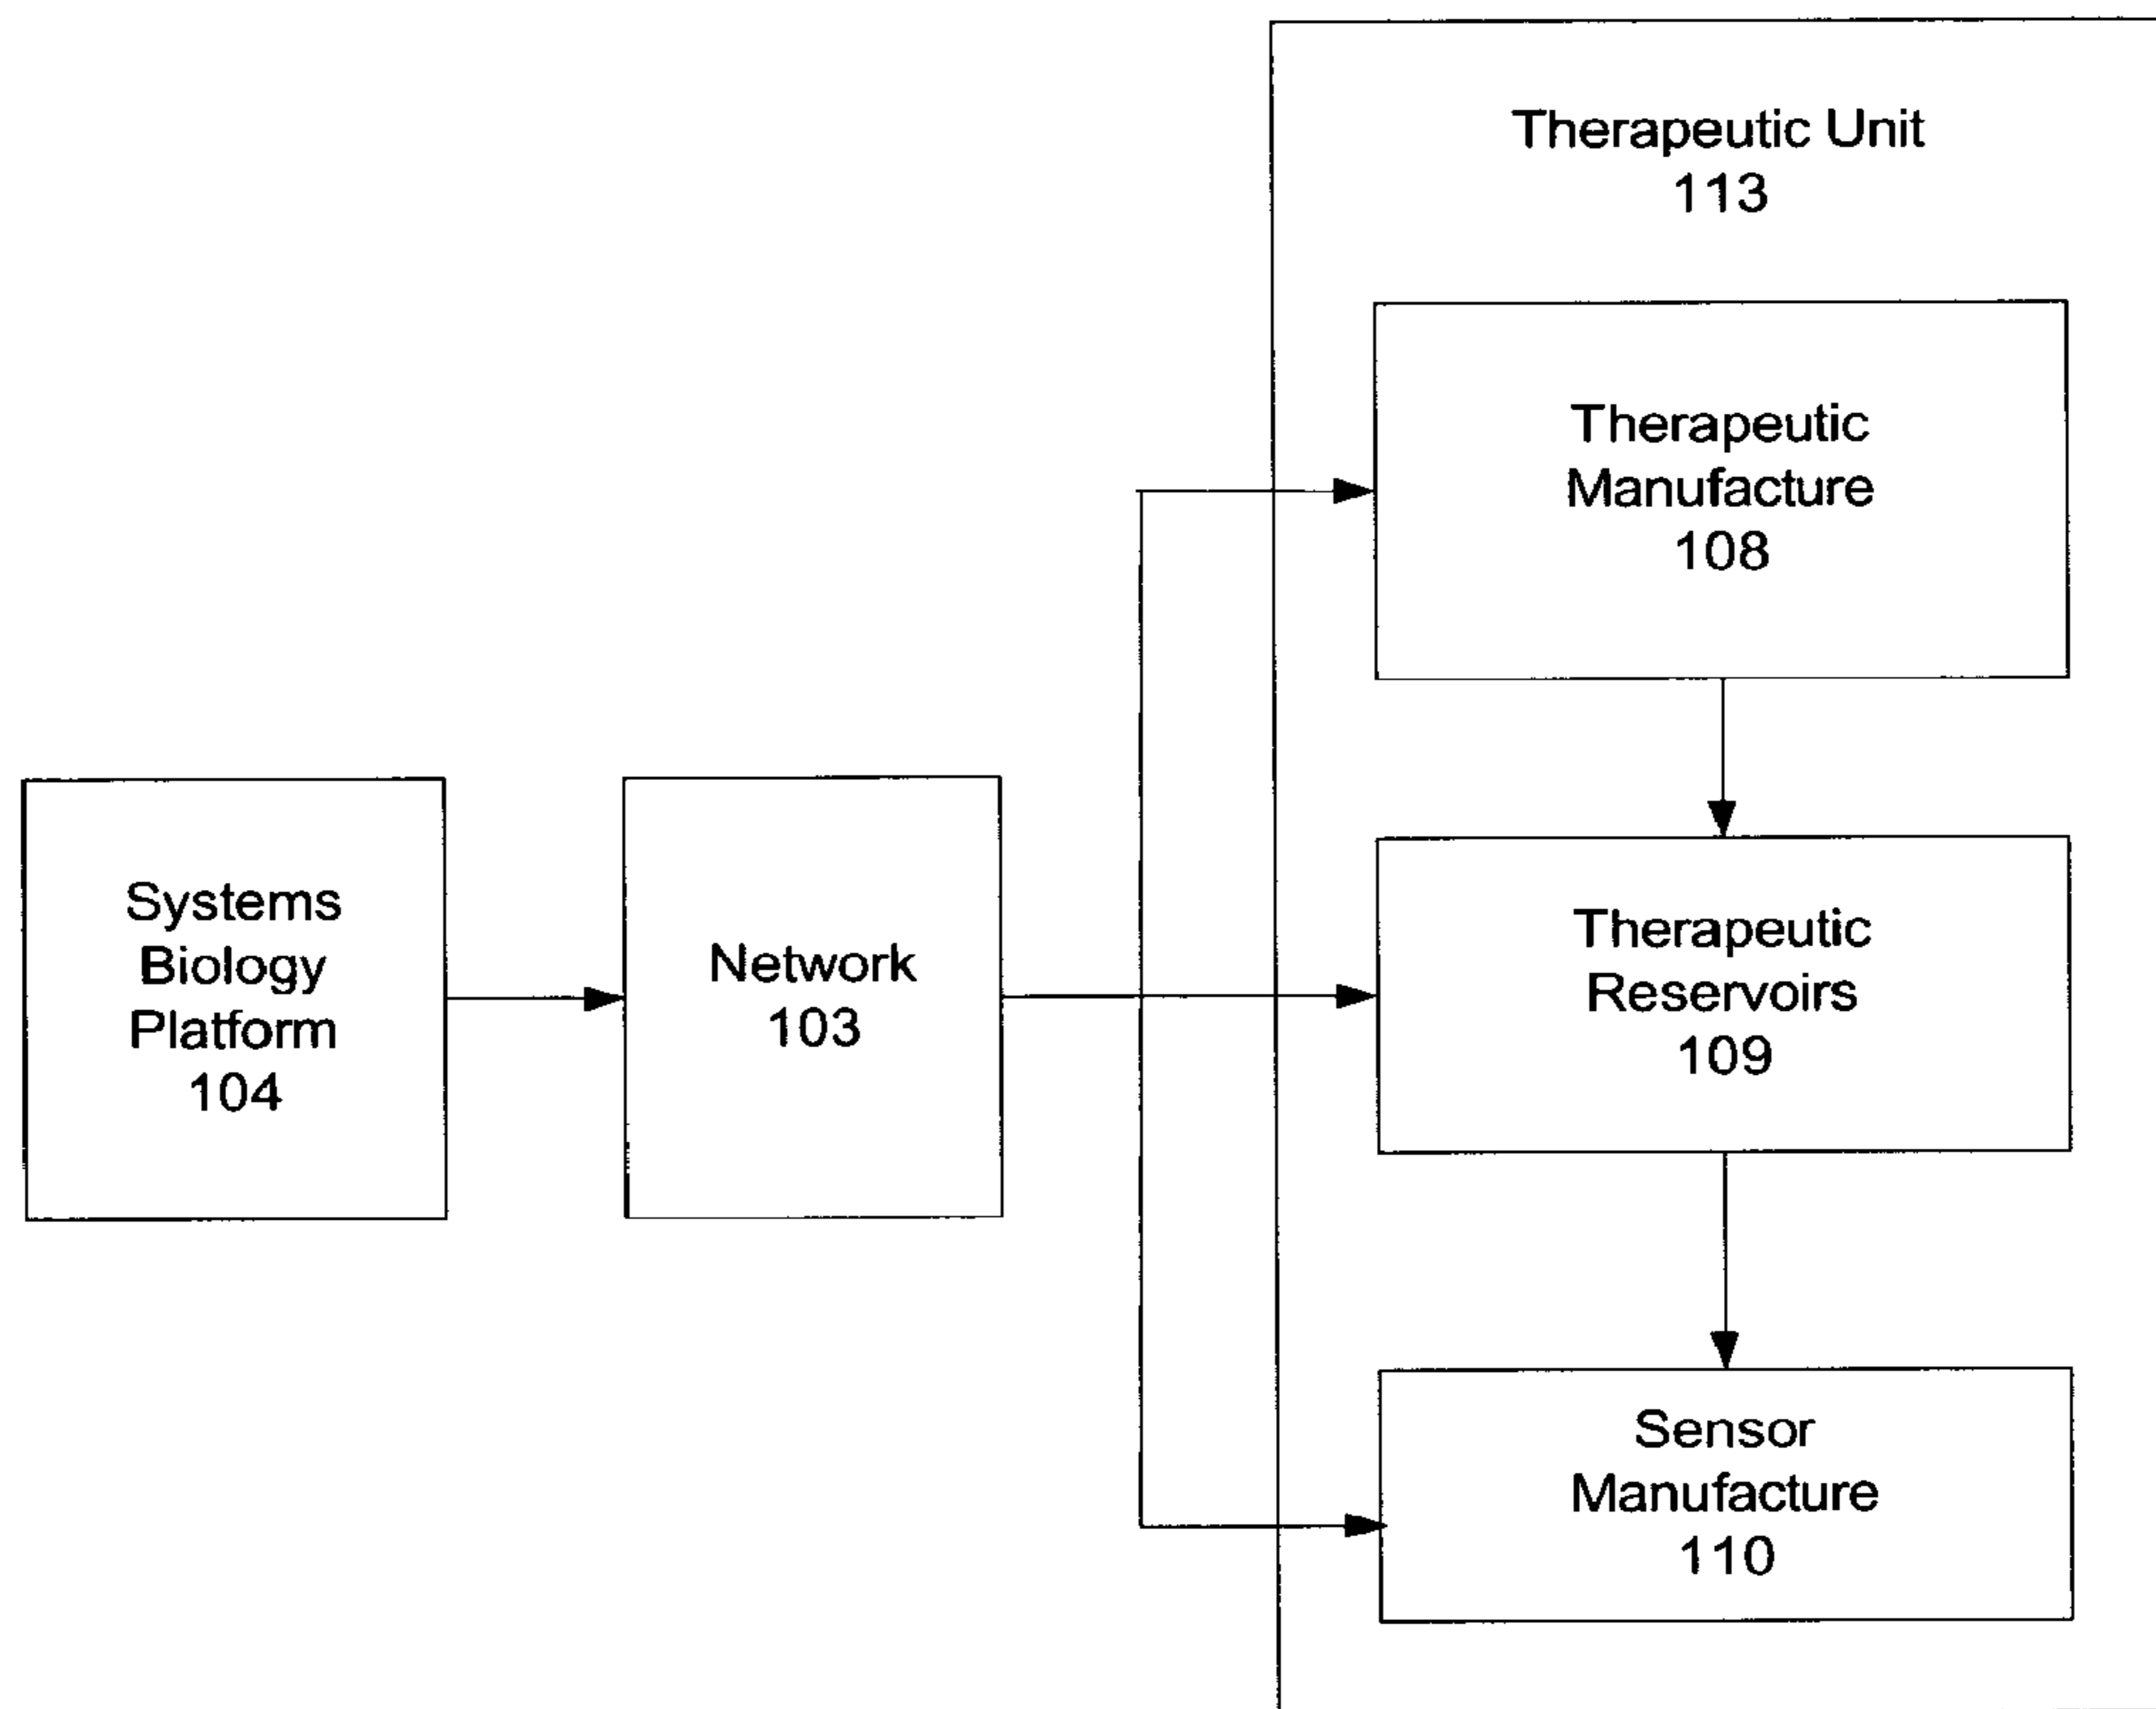 Therapeutic Unit
113
Therapeutic
Manufacture
108
Systems
Biology
Platform
104
Network
103
Therapeutic
Reservoirs
109
Sensor
Manufacture
110